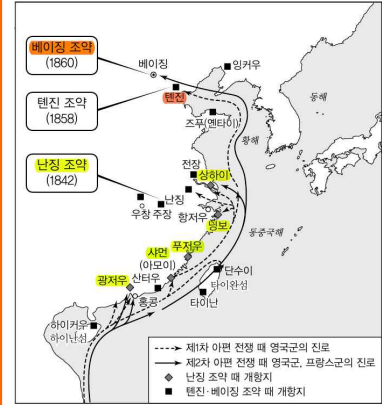 베이징 조약
(1860)
텐진 조약
(1858)
난징 조약
(1842)
베이징
잉커우
텐진
즈푸(옌타이)
동해
황해
전장
상하이
난징
우창 주장
항저우
닝보
동중국해
푸저우
샤먼
(아모이)
단수이
타이완섬
광저우
산터우
홍콩
타이난
하이커우
하이난섬
제1차 아편 전쟁 때 영국군의 진로
제2차 아편 전쟁 때 영국군, 프랑스군의 진로
난징 조약 때 개항지
텐진·베이징 조약 때 개항지